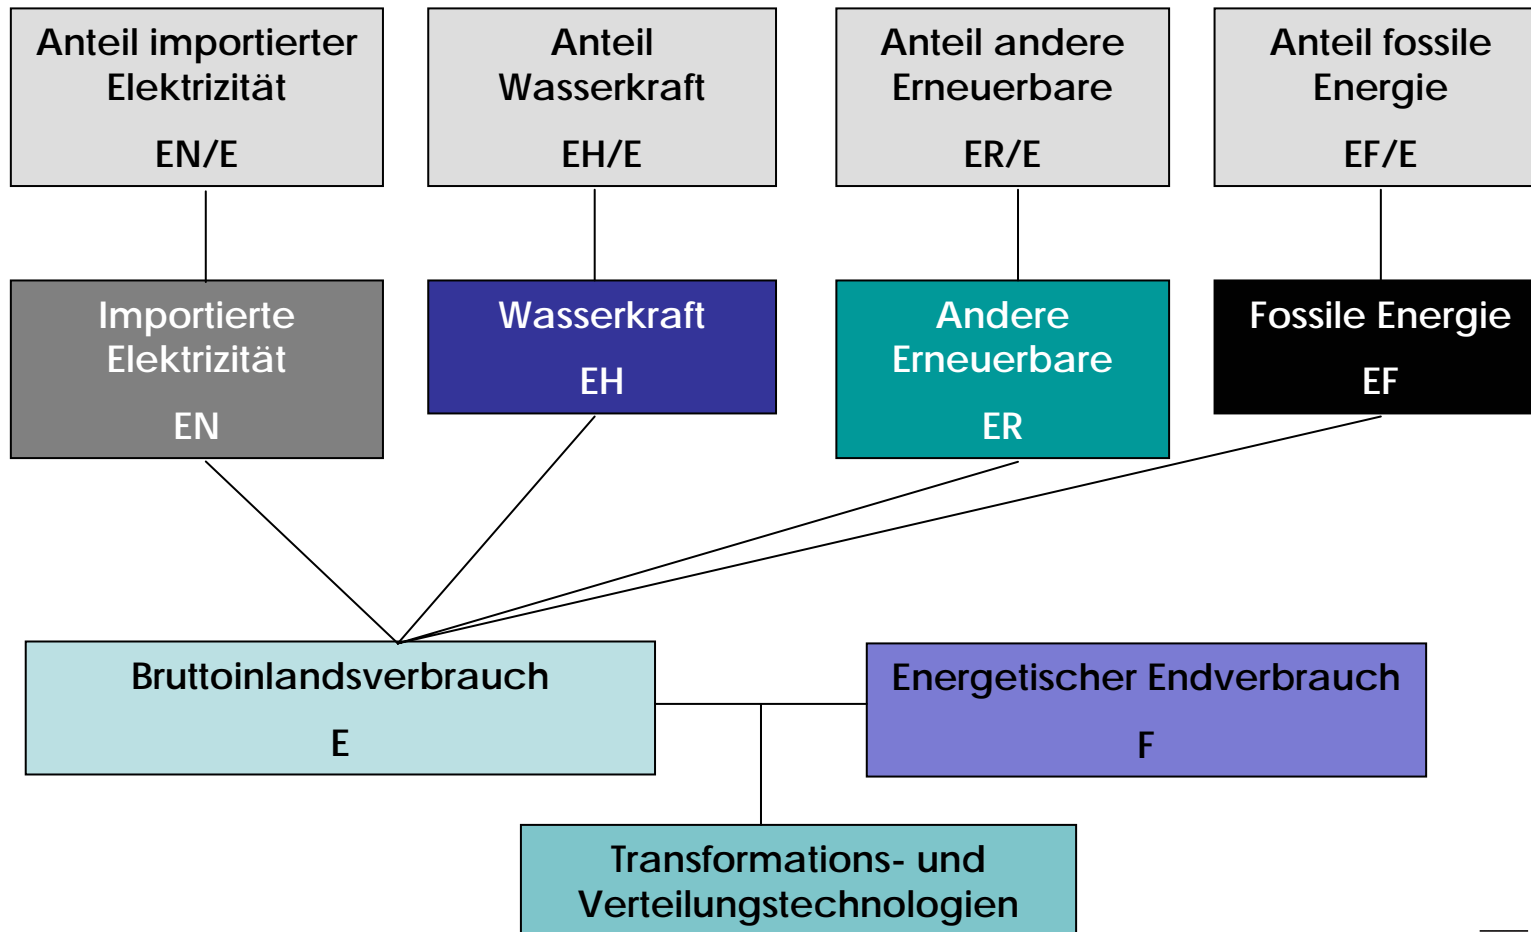 Anteil importierter
Elektrizität
EN/E
Anteil
Wasserkraft
EH/E
Anteil andere
Erneuerbare
ER/E
Anteil fossile
Energie
EF/E
Importierte
Elektrizität
EN
Wasserkraft
EH
Andere
Erneuerbare
ER
Fossile Energie
EF
Bruttoinlandsverbrauch
E
Energetischer Endverbrauch
F
Transformations- und
Verteilungstechnologien